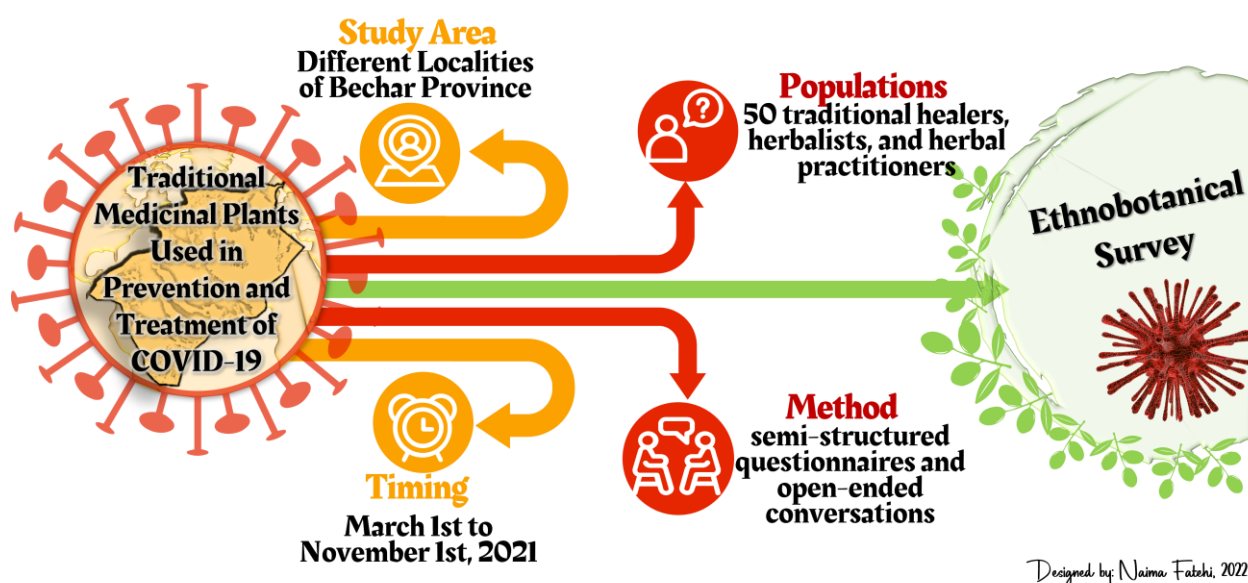 Traditional
Medicinal Plants
Used in
Prevention and
Treatment of
COVID-19
Study Area
Different Localities
of Bechar Province
Timing
March 1st to
November 1st, 2021
Populations
50 traditional healers,
herbalists, and herbal
practitioners
Method
semi-structured
questionnaires and
open-ended
conversations
Ethnobotanical
Survey
Designed by: Naima Fatehi, 2022